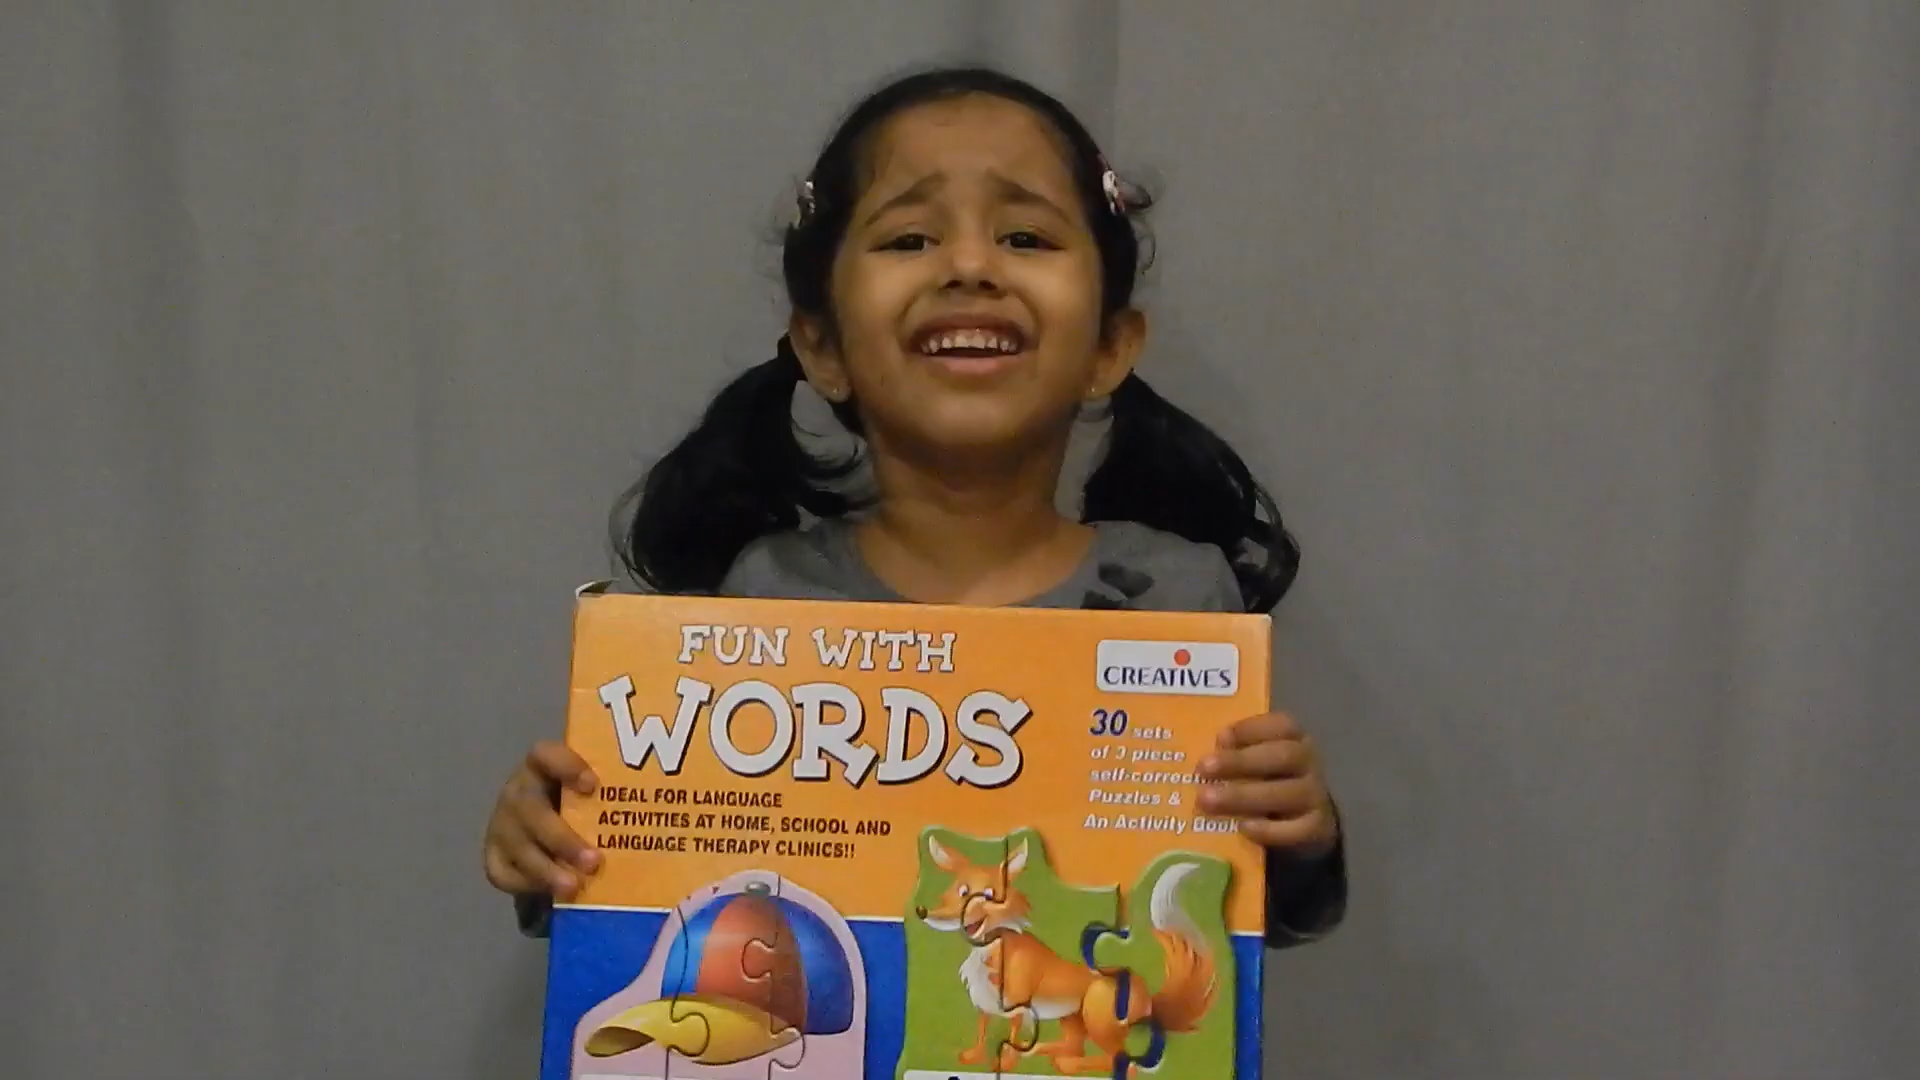 FUN WITH
WORDS
IDEAL FOR LANGUAGE
ACTIVITIES AT HOME, SCHOOL AND
LANGUAGE THERAPY CLINICS!!
CREATIVES
30 sets
of 3 piece
Puzzles &
An Activity Book